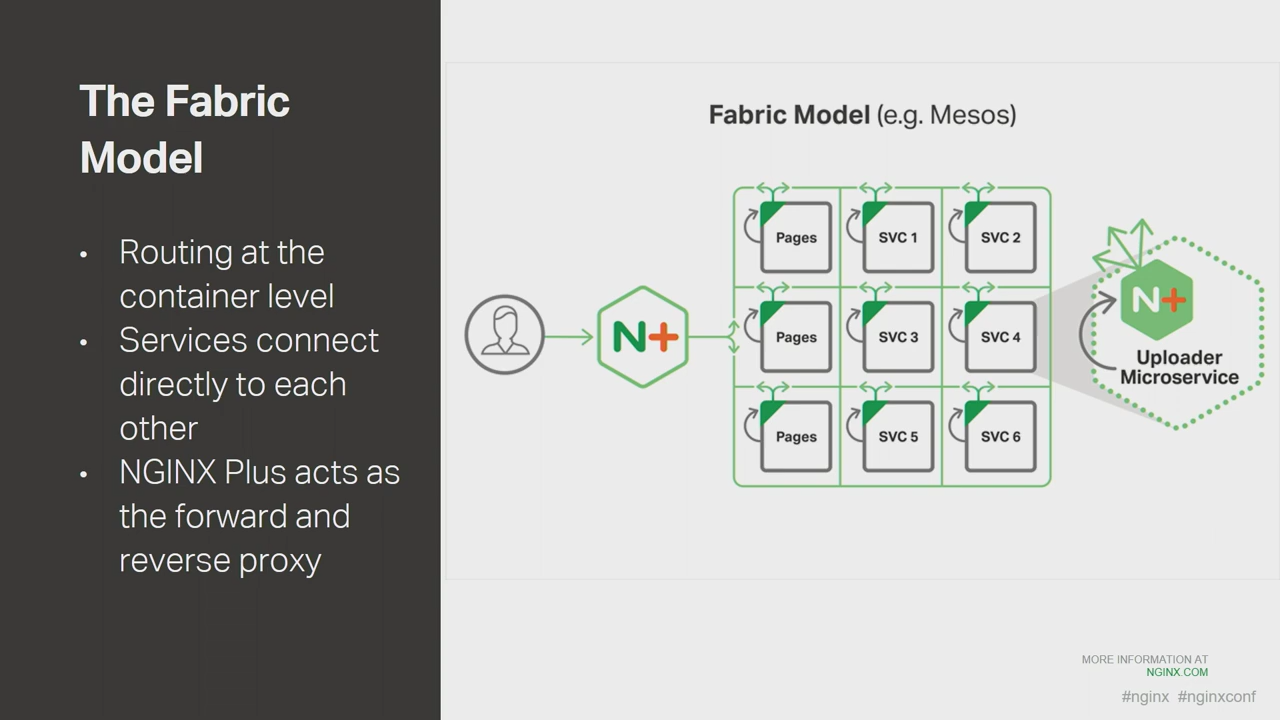 The Fabric
Model
• Routing at the
container level
• Services connect
directly to each
other
• NGINX Plus acts as
the forward and
reverse proxy
Fabric Model (e.g. Mesos)
N+
Pages
SVC 1
SVC 2
Pages
SVC 3
SVC 4
Pages
SVC 5
SVC 6
N+
Uploader
Microservice
MORE INFORMATION AT
NGINX.COM
#nginx #nginxconf